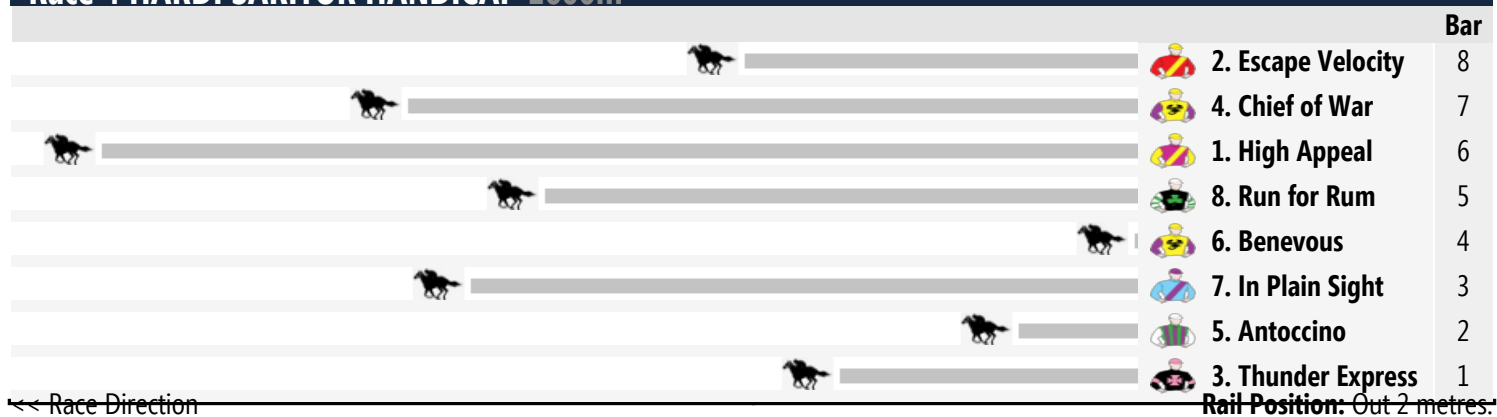 Bar
2. Escape Velocity 8
4. Chief of War 7
1. High Appeal 6
8. Run for Rum 5
6. Benevous 4
7. In Plain Sight 3
5. Antoccino 2
3. Thunder Express 1
<< Race Direction Rail Position: Out 2 metres.